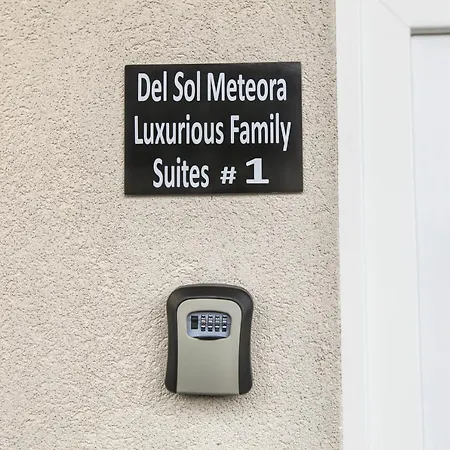 Del Sol Meteora
Luxurious Family
Suites # 1